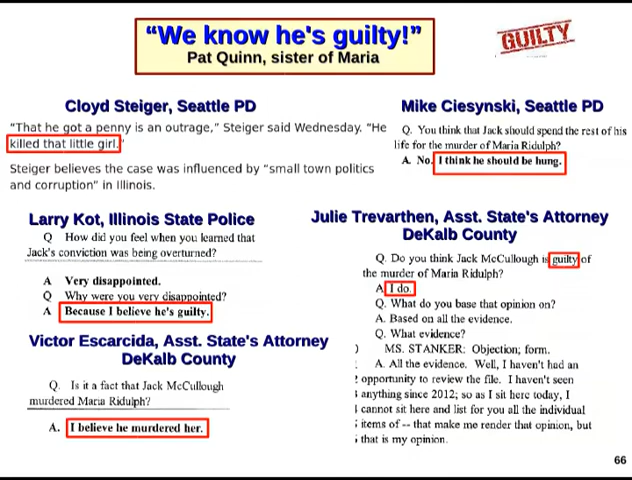 “We know he's guilty!”
Pat Quinn, sister of Maria
GUILTY
Cloyd Steiger, Seattle PD
“That he got a penny is an outrage,” Steiger said Wednesday. “He
killed that little girl.”
Steiger believes the case was influenced by “small town politics
and corruption” in Illinois.
Mike Ciesynski, Seattle PD
Q. You think that Jack should spend the rest of his
life for the murder of Maria Ridulph?
A. No. I think he should be hung.
Larry Kot, Illinois State Police
Q How did you feel when you learned that
Jack's conviction was being overturned?
A Very disappointed.
Q Why were you very disappointed?
A Because I believe he's guilty.
Victor Escarcida, Asst. State's Attorney
DeKalb County
Q. Is it a fact that Jack McCullough
murdered Maria Ridulph?
A. I believe he murdered her.
Julie Trevarthen, Asst. State's Attorney
DeKalb County
Q. Do you think Jack McCullough is guilty of
the murder of Maria Ridulph?
A. I do.
Q. What do you base that opinion on?
A. Based on all the evidence.
Q. What evidence?
) MS. STANKER: Objection; form.
A. All the evidence. Well, I haven't had an
opportunity to review the file. I haven't seen
anything since 2012; so as I sit here today, I
cannot sit here and list for you all the individual
items of -- that make me render that opinion, but
that is my opinion.
66